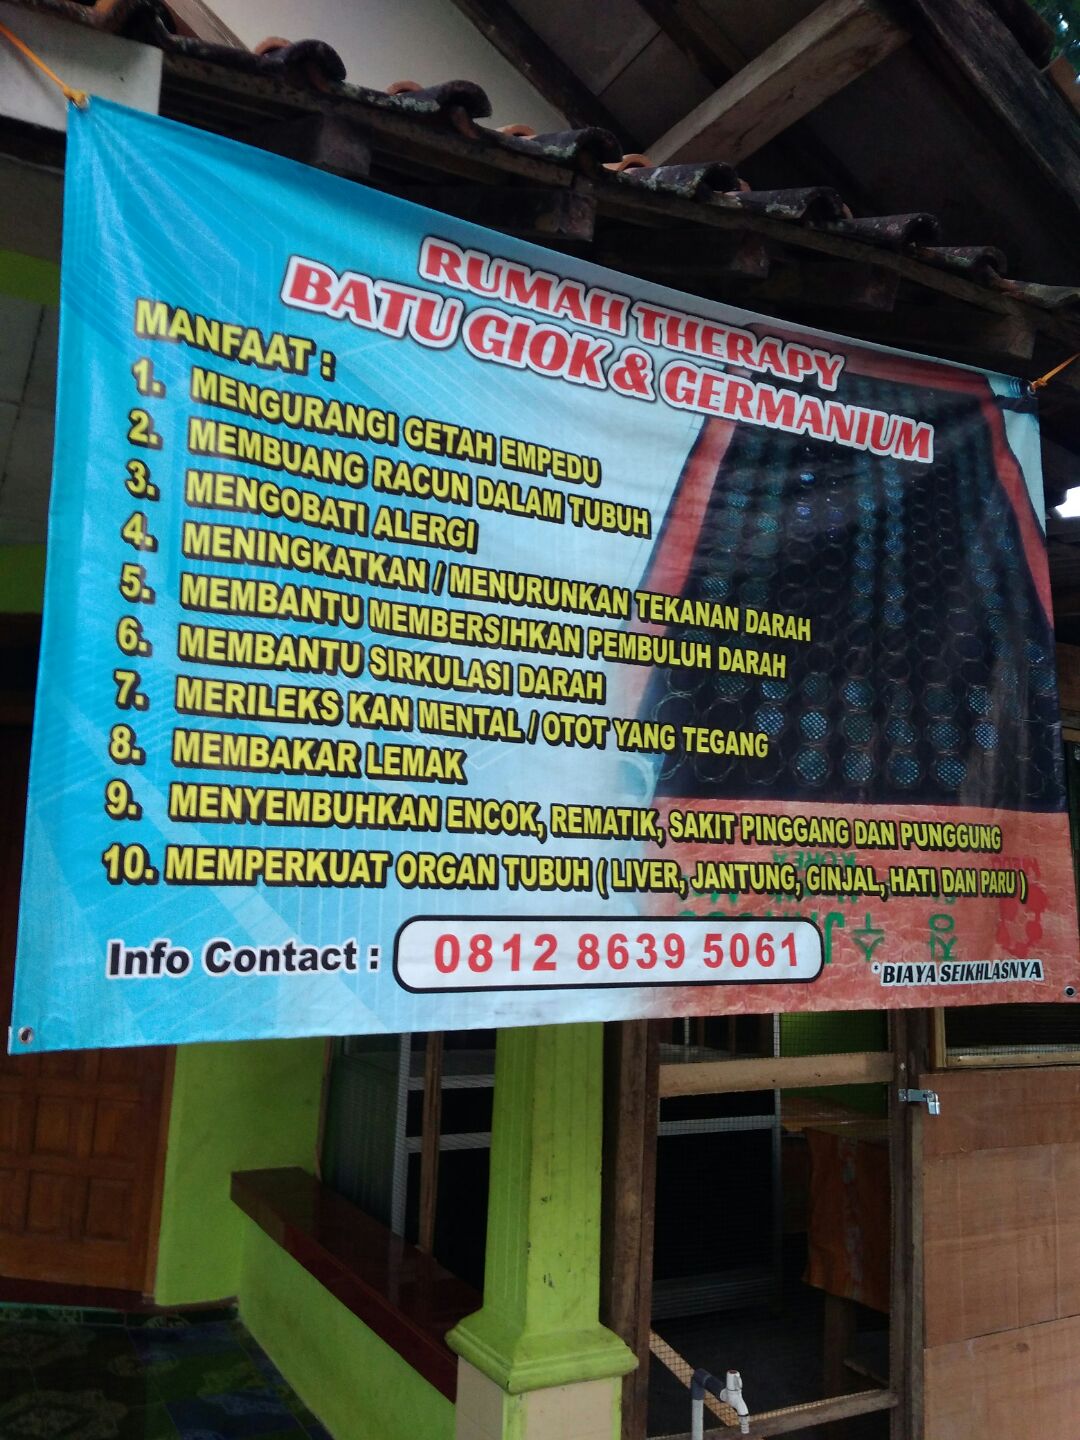 RUMAH THERAPY
BATU GIOK & GERMANIUM
MANFAAT :
1. MENGURANGI GETAH EMPEDU
2. MEMBUANG RACUN DALAM TUBUH
3. MENGOBATI ALERGI
4. MENINGKATKAN / MENURUNKAN TEKANAN DARAH
5. MEMBANTU MEMBERSIHKAN PEMBULUH DARAH
6. MEMBANTU SIRKULASI DARAH
7. MERILEKS KAN MENTAL / OTOT YANG TEGANG
8. MEMBAKAR LEMAK
9. MENYEMBUHKAN ENCOK, REMATIK, SAKIT PINGGANG DAN PUNGGUNG
10. MEMPERKUAT ORGAN TUBUH ( LIVER, JANTUNG, GINJAL, HATI DAN PARU )
Info Contact : 0812 8639 5061
*BIAYA SEIKHLASNYA